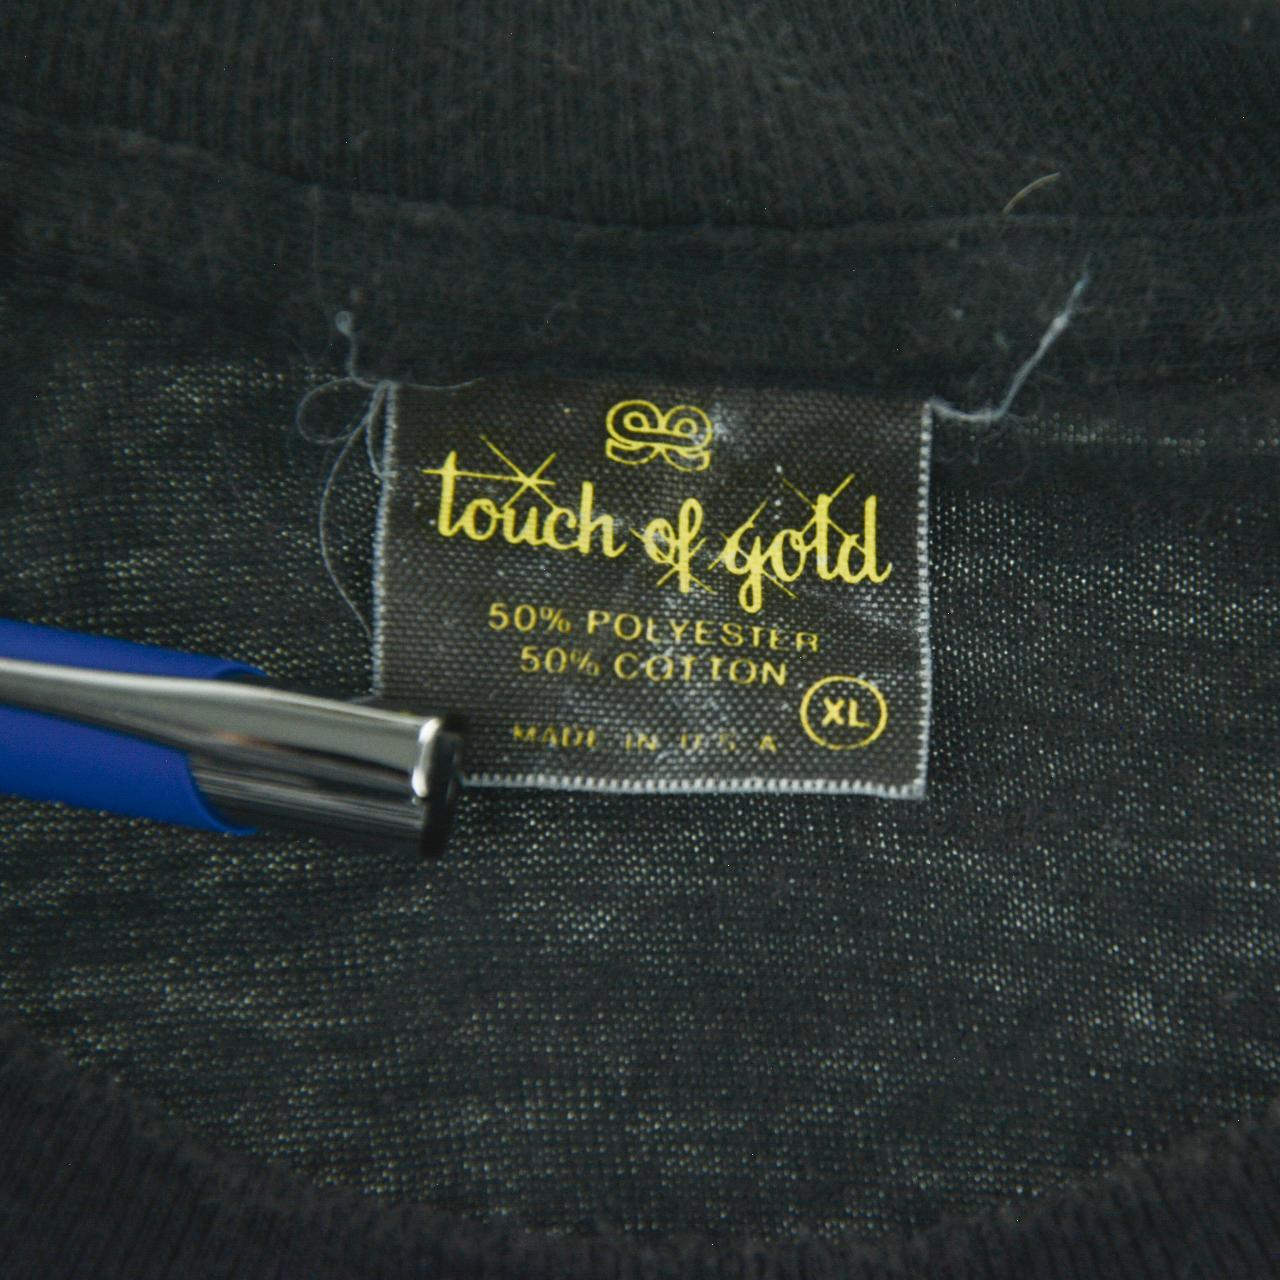 touch of gold
50% POLYESTER
50% COTTON
XL
MADE IN U.S.A